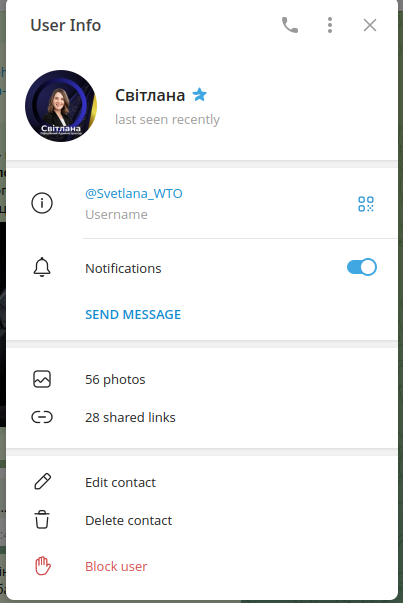 User Info
Світлана
last seen recently
Світлана
@Svetlana_WTO
Username
Notifications
SEND MESSAGE
56 photos
28 shared links
Edit contact
Delete contact
Block user